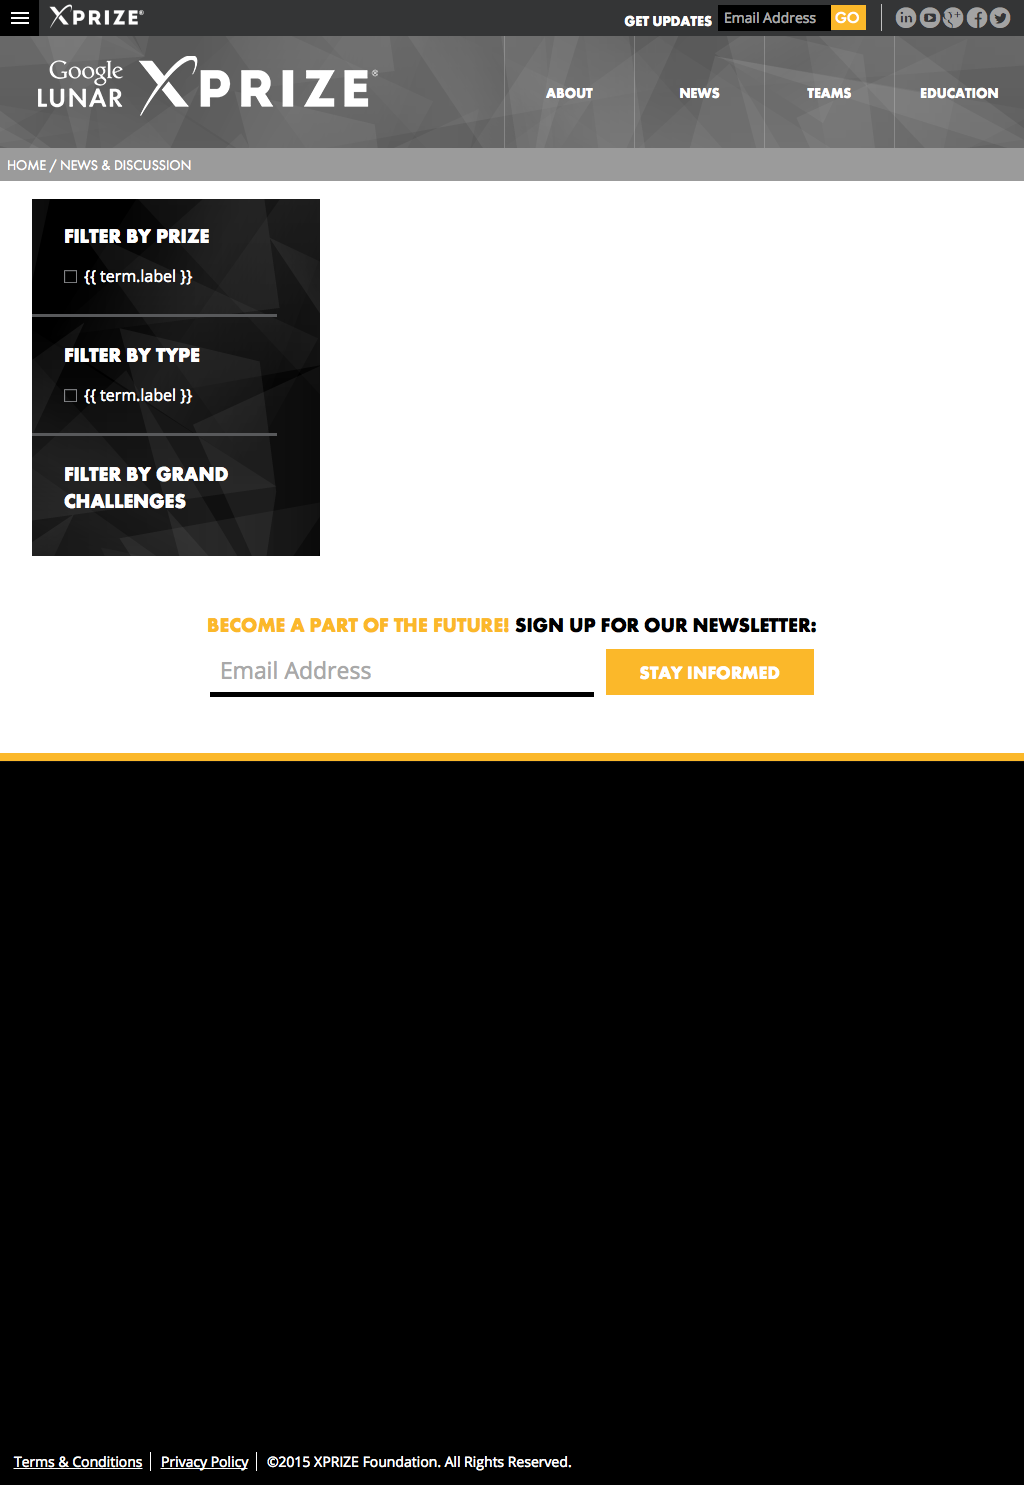 XPRIZE®
GET UPDATES Email Address GO
Google
LUNAR XPRIZE®
ABOUT NEWS TEAMS EDUCATION
HOME / NEWS & DISCUSSION
FILTER BY PRIZE
{{ term.label }}
FILTER BY TYPE
{{ term.label }}
FILTER BY GRAND
CHALLENGES
BECOME A PART OF THE FUTURE! SIGN UP FOR OUR NEWSLETTER:
Email Address STAY INFORMED
Terms & Conditions Privacy Policy ©2015 XPRIZE Foundation. All Rights Reserved.